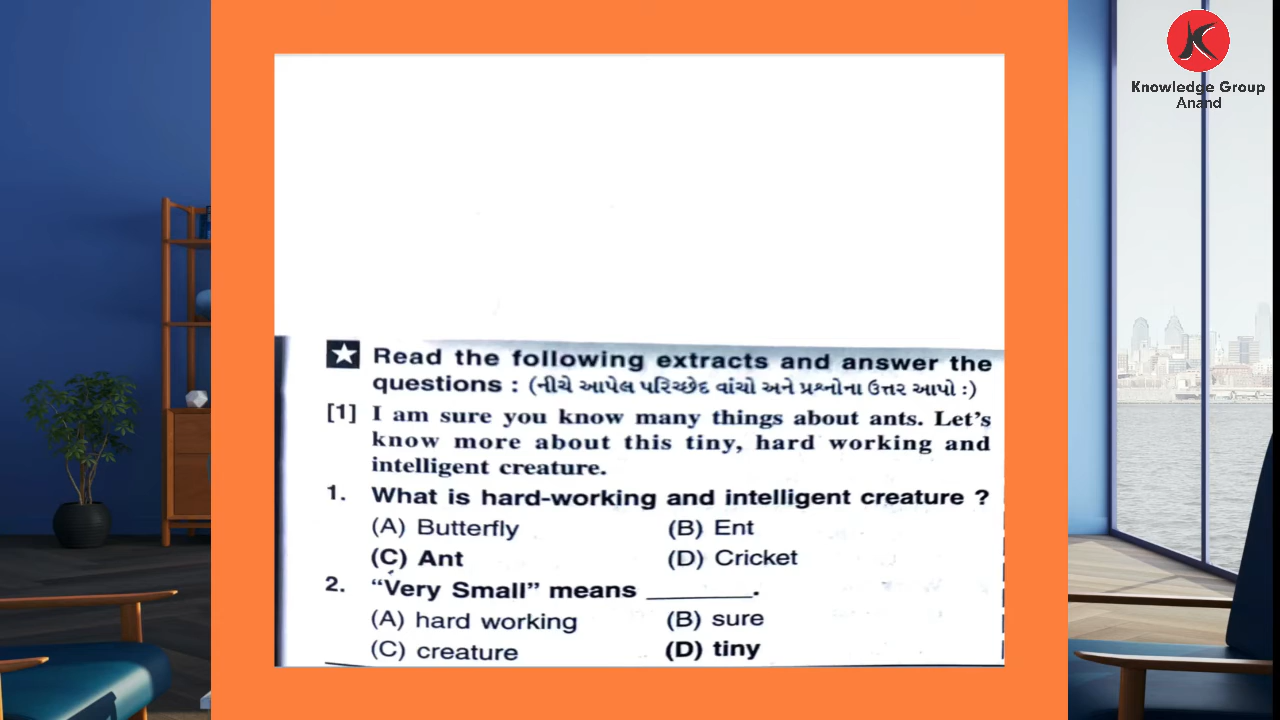 Knowledge Group
Anand
Read the following extracts and answer the
questions : (નીચે આપેલ પરિચ્છેદ વાંચો અને પ્રશ્નોના ઉત્તર આપો :)
[1] I am sure you know many things about ants. Let's
know more about this tiny, hard working and
intelligent creature.
1. What is hard-working and intelligent creature ?
(A) Butterfly (B) Ent
(C) Ant (D) Cricket
2. “Very Small” means ________.
(A) hard working (B) sure
(C) creature (D) tiny